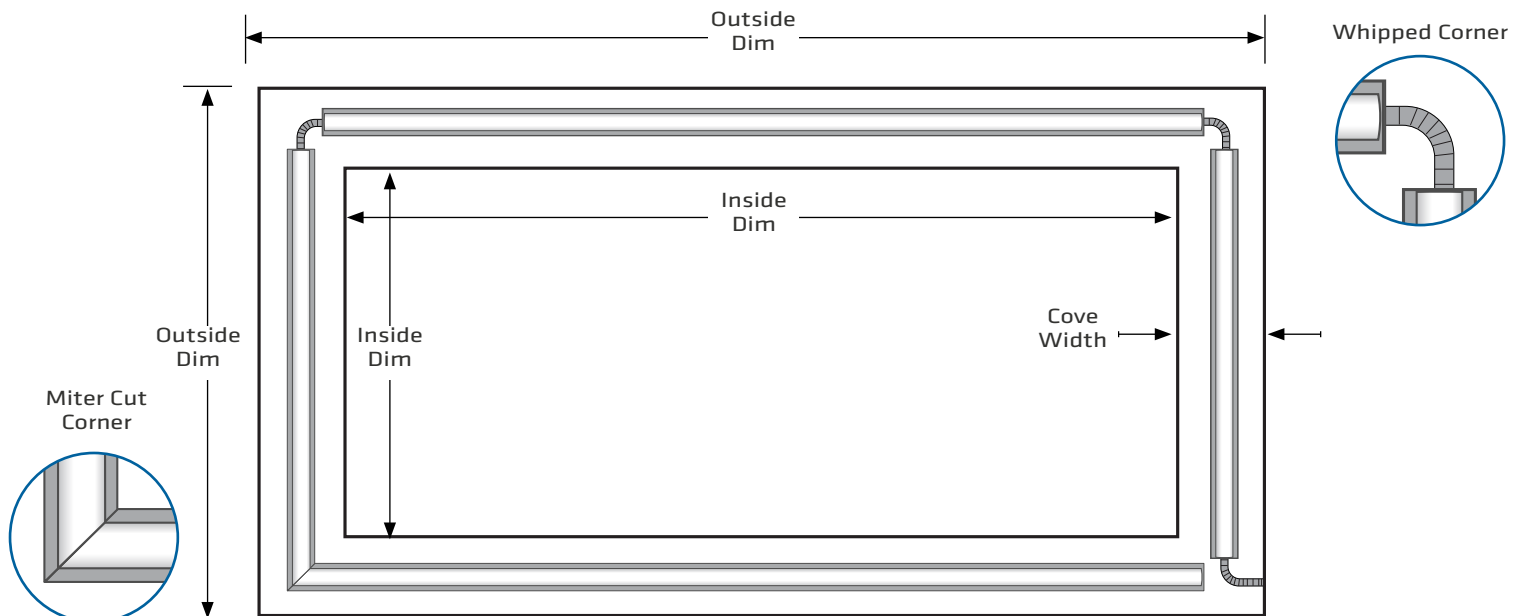 Outside
Dim
Whipped Corner
Inside
Dim
Outside
Dim
Inside
Dim
Cove
Width
Miter Cut
Corner